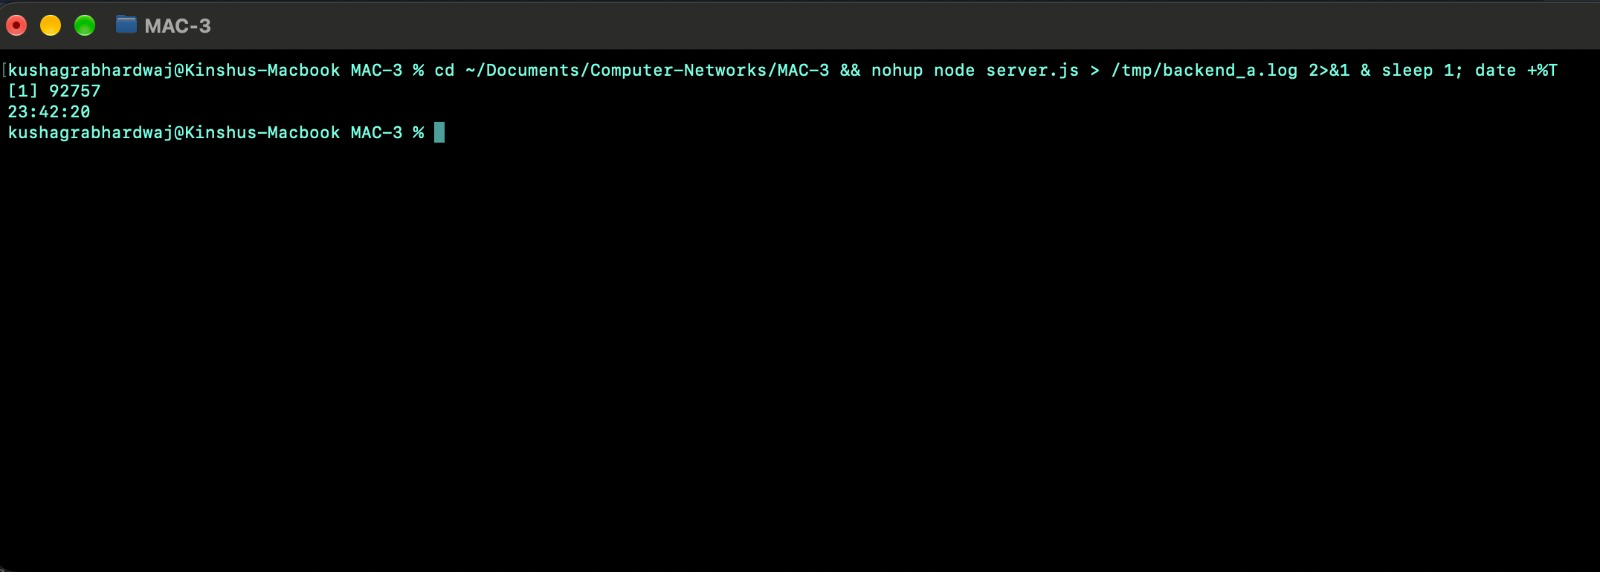 MAC-3
[kushagrabhardwaj@Kinshus-Macbook MAC-3 % cd ~/Documents/Computer-Networks/MAC-3 && nohup node server.js > /tmp/backend_a.log 2>&1 & sleep 1; date +%T
[1] 92757
23:42:20
kushagrabhardwaj@Kinshus-Macbook MAC-3 %